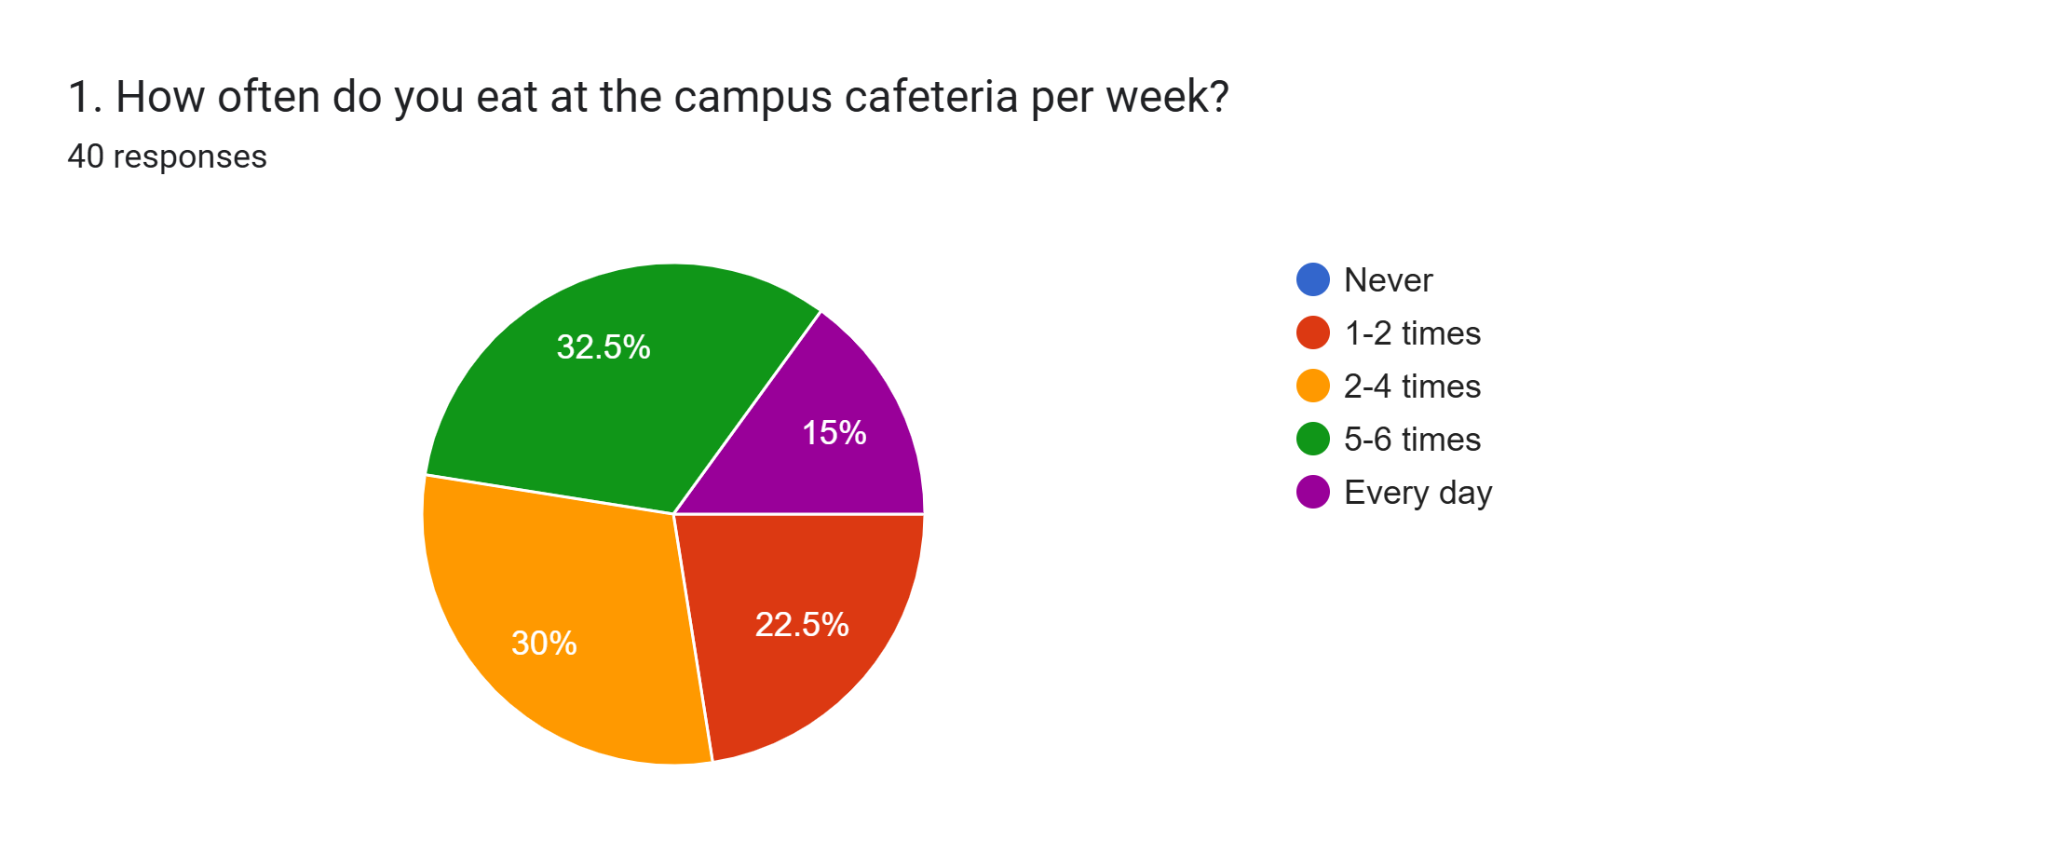 1. How often do you eat at the campus cafeteria per week?
40 responses
32.5%
15%
30%
22.5%
Never
1-2 times
2-4 times
5-6 times
Every day